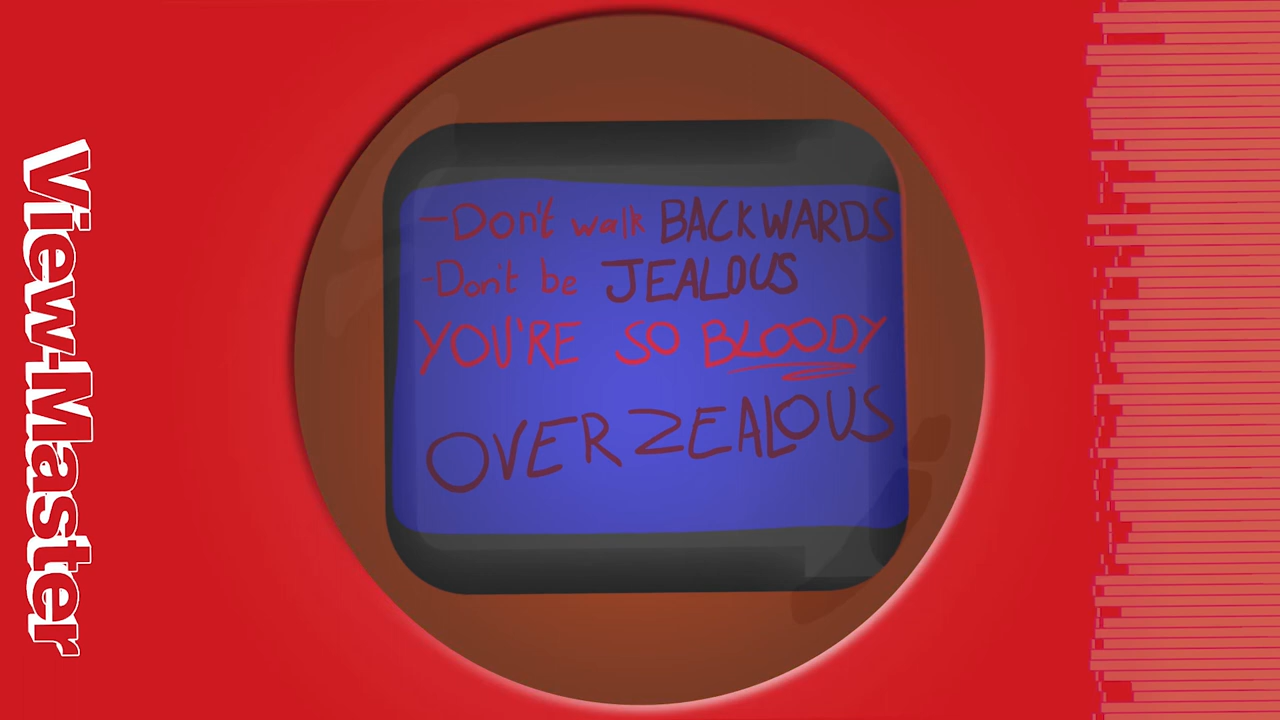 View-Master
-Don't walk BACKWARDS
-Don't be JEALOUS
YOU'RE SO BLOODY
OVERZEALOUS